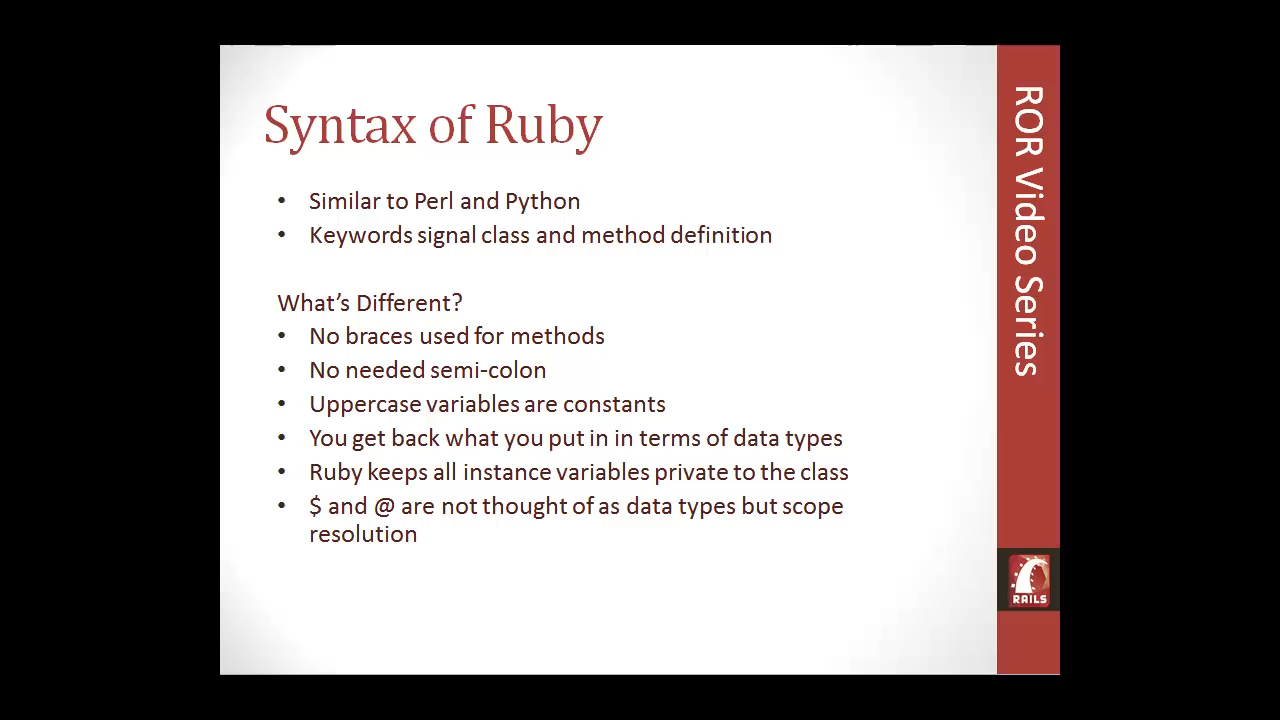 Syntax of Ruby
• Similar to Perl and Python
• Keywords signal class and method definition
What's Different?
• No braces used for methods
• No needed semi-colon
• Uppercase variables are constants
• You get back what you put in in terms of data types
• Ruby keeps all instance variables private to the class
• $ and @ are not thought of as data types but scope
resolution
ROR Video Series
RAILS